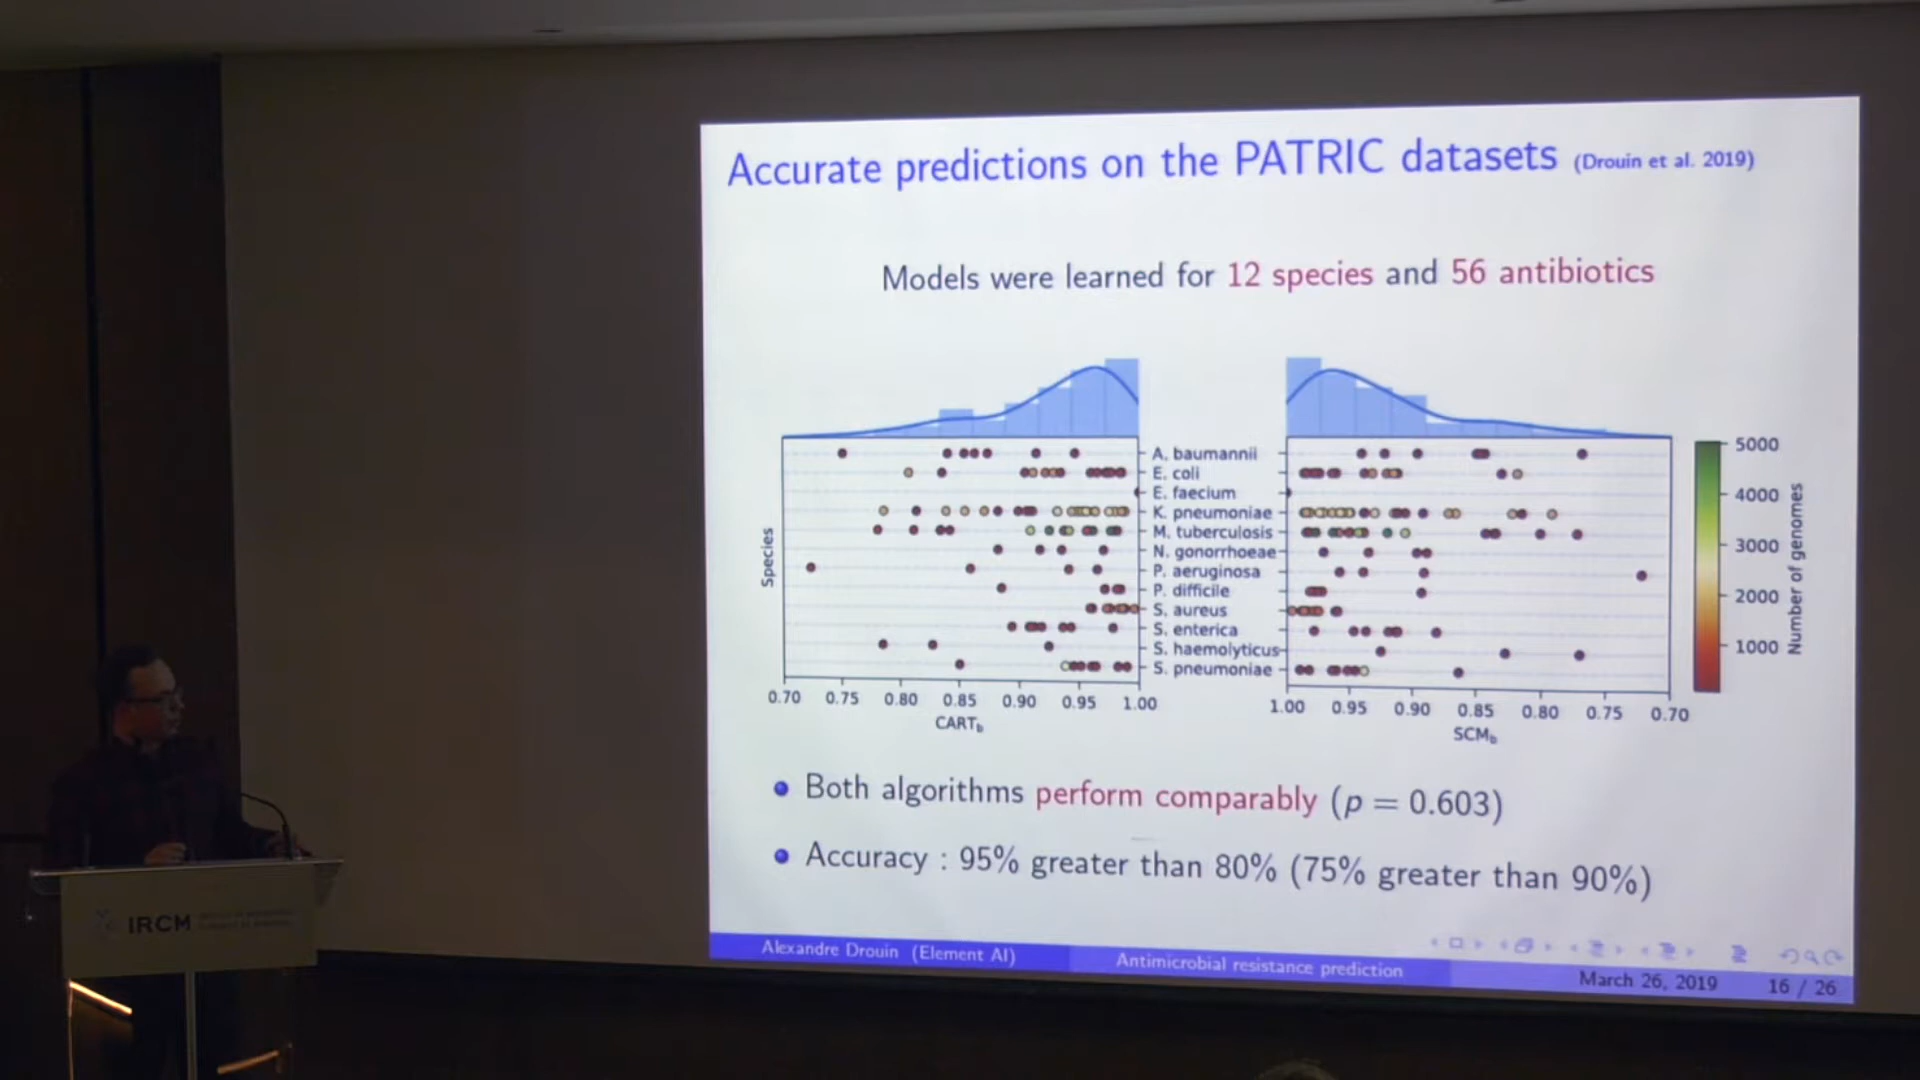 Accurate predictions on the PATRIC datasets (Drouin et al. 2019)
Models were learned for 12 species and 56 antibiotics
Species
A. baumannii
E. coli
E. faecium
K. pneumoniae
M. tuberculosis
N. gonorrhoeae
P. aeruginosa
P. difficile
S. aureus
S. enterica
S. haemolyticus
S. pneumoniae
0.70 0.75 0.80 0.85 0.90 0.95 1.00
CARTb
1.00 0.95 0.90 0.85 0.80 0.75 0.70
SCMb
5000
4000
3000
2000
1000
Number of genomes
Both algorithms perform comparably (p = 0.603)
Accuracy : 95% greater than 80% (75% greater than 90%)
Alexandre Drouin (Element AI) Antimicrobial resistance prediction March 26, 2019 16 / 26
IRCM